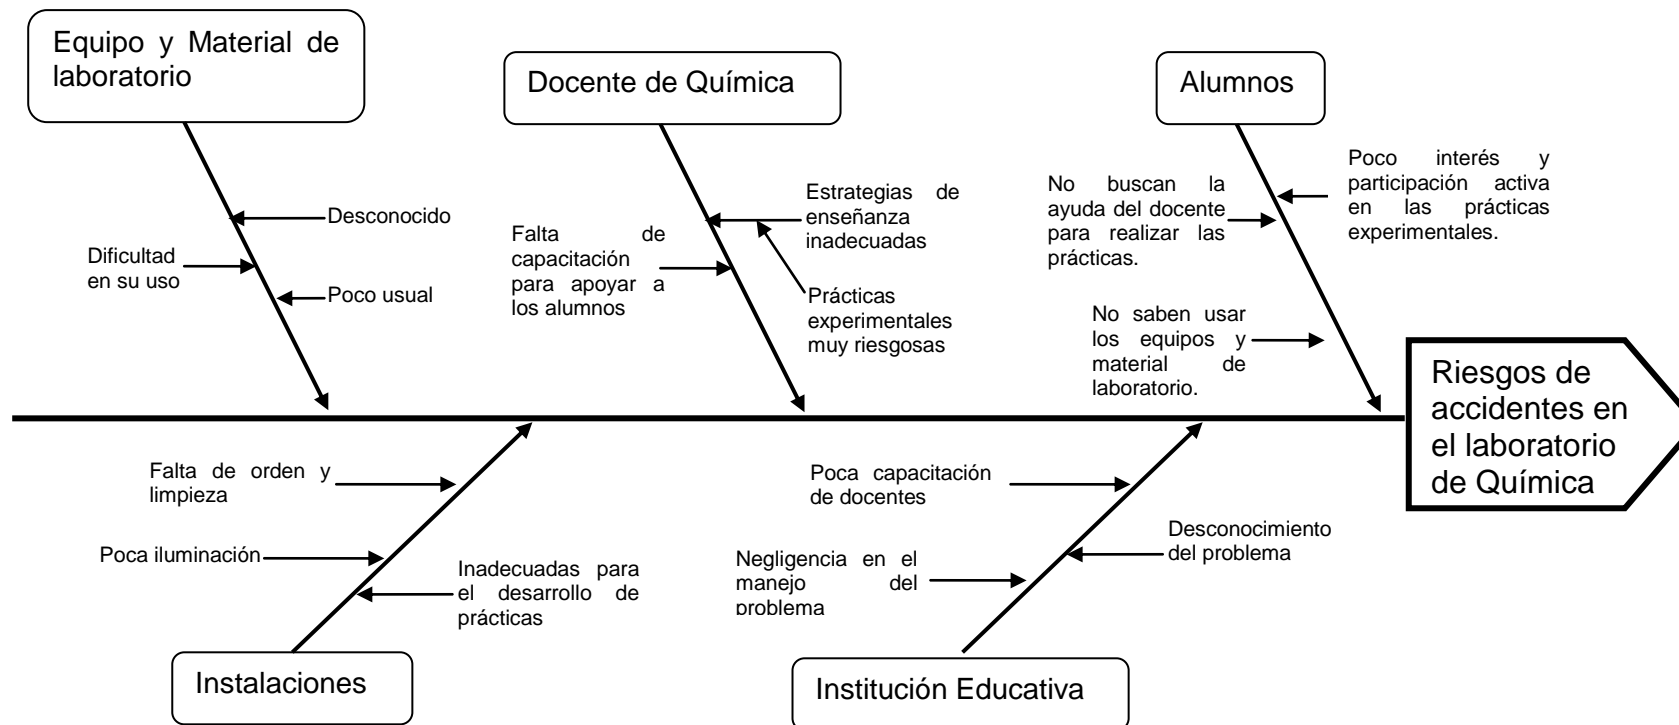 Equipo y Material de
laboratorio
Docente de Química
Alumnos
Desconocido
Dificultad
en su uso
Poco usual
Estrategias de
enseñanza
inadecuadas
Falta de
capacitación
para apoyar a
los alumnos
Prácticas
experimentales
muy riesgosas
Poco interés y
participación activa
en las prácticas
experimentales.
No buscan la
ayuda del docente
para realizar las
prácticas.
No saben usar
los equipos y
material de
laboratorio.
Riesgos de
accidentes en
el laboratorio
de Química
Falta de orden y
limpieza
Poca iluminación
Inadecuadas para
el desarrollo de
prácticas
Poca capacitación
de docentes
Desconocimiento
del problema
Negligencia en el
manejo del
problema
Instalaciones
Institución Educativa